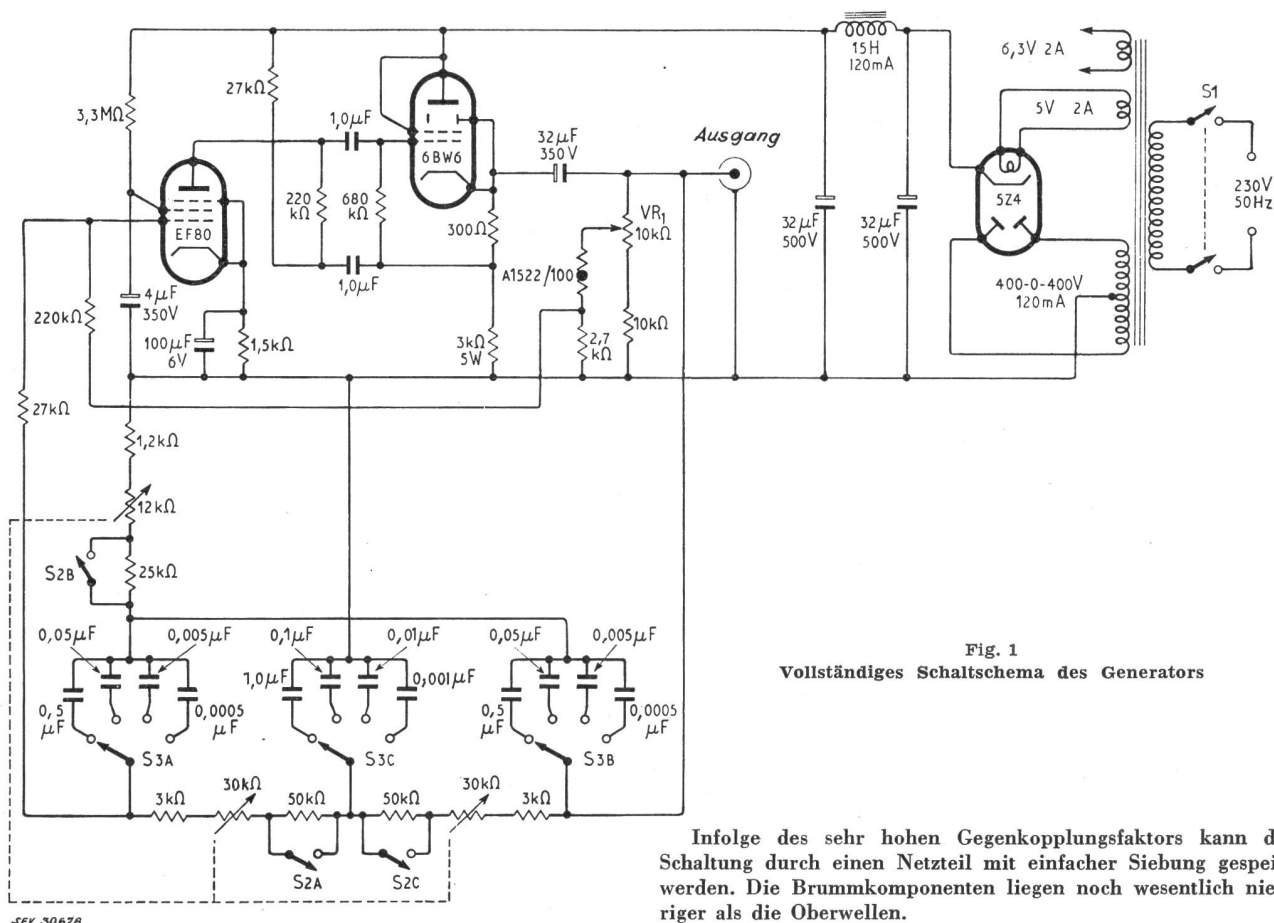 15H
120mA
6,3V 2A
5V 2A
S1
230V
50Hz
5Z4
400-0-400V
120mA
3,3MΩ
27kΩ
1,0μF
6BW6
32μF
350V
Ausgang
EF80
220
kΩ
680
kΩ
300Ω
VR1
10kΩ
32μF
500V
32μF
500V
A1522/100
1,0μF
4μF
350V
220kΩ
100μF
6V
1,5kΩ
3kΩ
5W
2,7
kΩ
10kΩ
27kΩ
1,2kΩ
12kΩ
S2B
25kΩ
0,05μF
0,005μF
0,1μF
0,01μF
0,05μF
0,005μF
0,5
μF
0,0005
μF
1,0μF
0,001μF
0,5
μF
0,0005
μF
S3A
S3C
S3B
3kΩ
30kΩ
50kΩ
50kΩ
30kΩ
3kΩ
S2A
S2C
SEV 30678
Fig. 1
Vollständiges Schaltschema des Generators
Infolge des sehr hohen Gegenkopplungsfaktors kann d
Schaltung durch einen Netzteil mit einfacher Siebung gespei
werden. Die Brummkomponenten liegen noch wesentlich nie
riger als die Oberwellen.